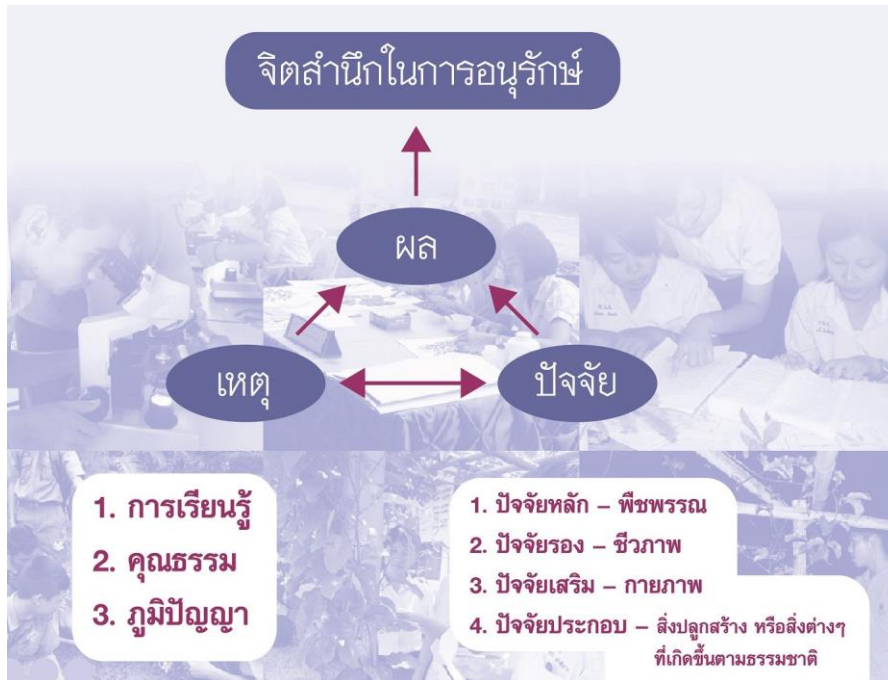 จิตสำนึกในการอนุรักษ์
ผล
เหตุ
ปัจจัย
1. การเรียนรู้
2. คุณธรรม
3. ภูมิปัญญา
1. ปัจจัยหลัก – พืชพรรณ
2. ปัจจัยรอง – ชีวภาพ
3. ปัจจัยเสริม – กายภาพ
4. ปัจจัยประกอบ – สิ่งปลูกสร้าง หรือสิ่งต่างๆ
ที่เกิดขึ้นตามธรรมชาติ